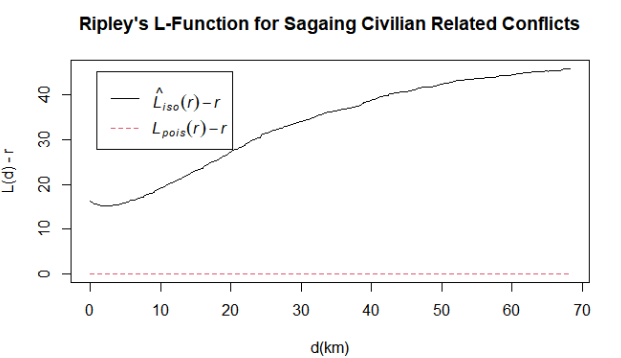 Ripley's L-Function for Sagaing Civilian Related Conflicts
L̂iso(r) − r
Lpois(r) − r
L(d) - r
40
30
20
10
0
0 10 20 30 40 50 60 70
d(km)